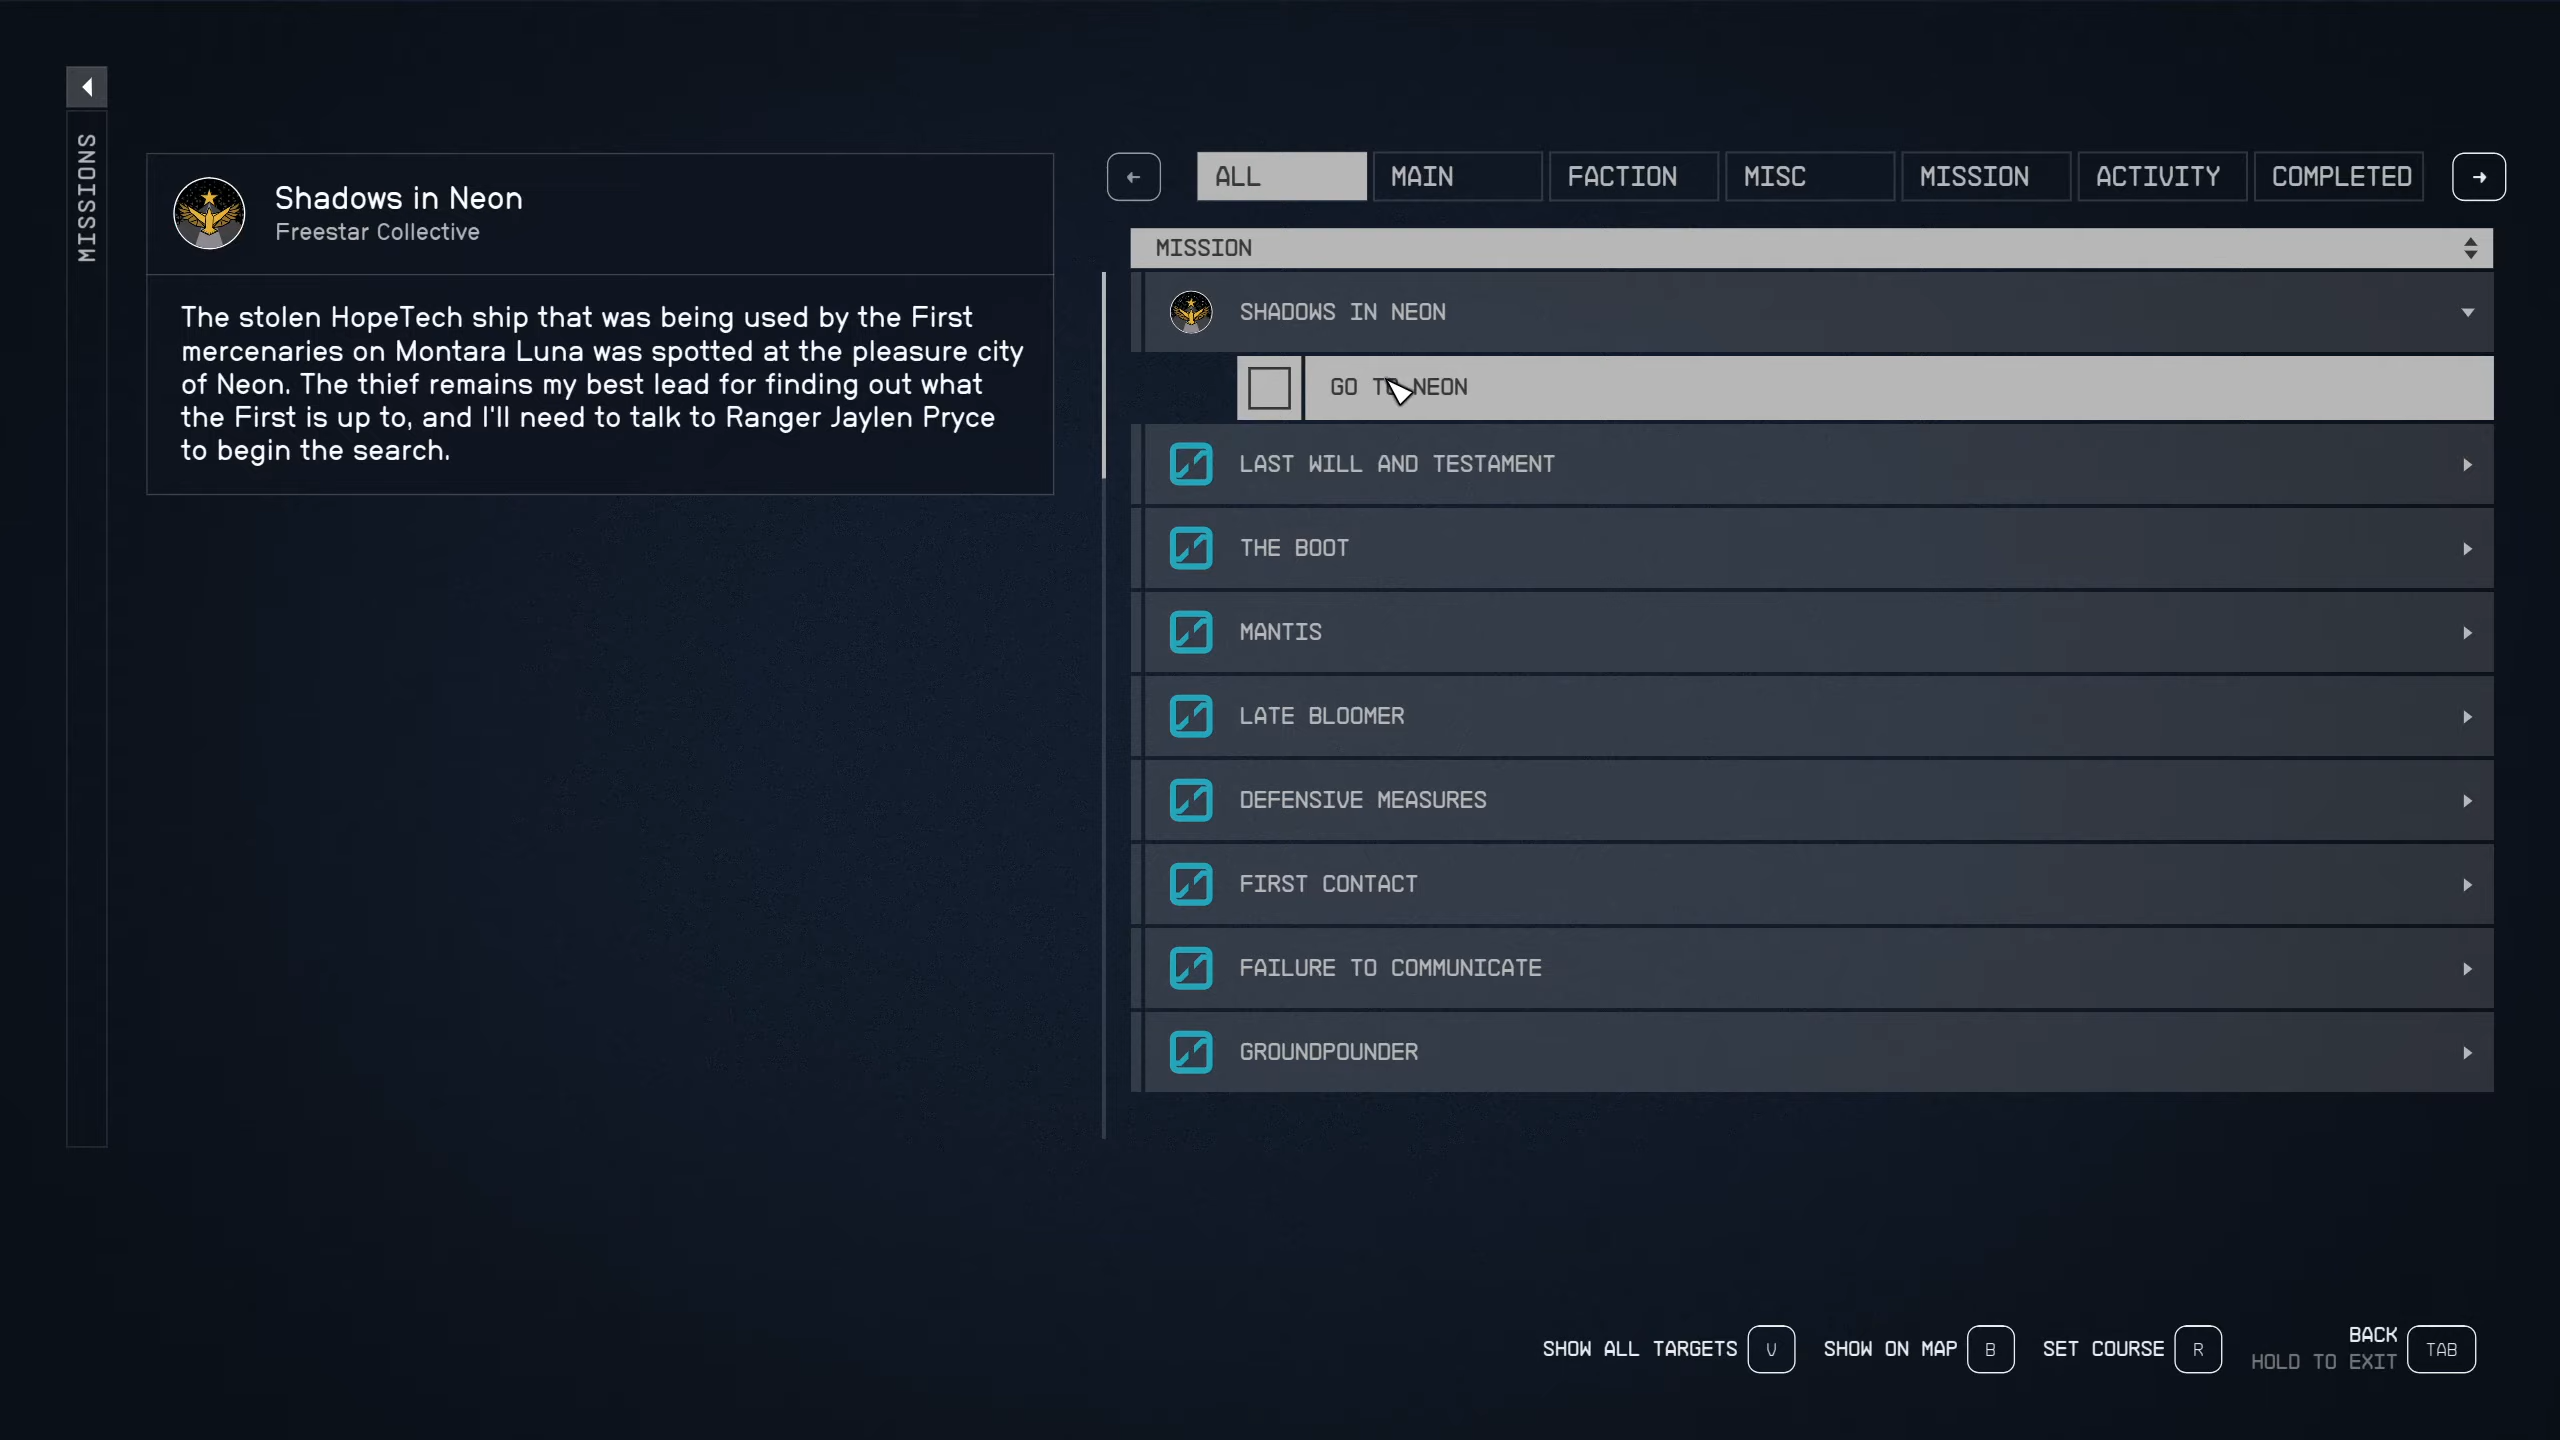 MISSIONS
Shadows in Neon
Freestar Collective
The stolen HopeTech ship that was being used by the First
mercenaries on Montara Luna was spotted at the pleasure city
of Neon. The thief remains my best lead for finding out what
the First is up to, and I'll need to talk to Ranger Jaylen Pryce
to begin the search.
ALL MAIN FACTION MISC MISSION ACTIVITY COMPLETED
MISSION
SHADOWS IN NEON
GO TO NEON
LAST WILL AND TESTAMENT
THE BOOT
MANTIS
LATE BLOOMER
DEFENSIVE MEASURES
FIRST CONTACT
FAILURE TO COMMUNICATE
GROUNDPOUNDER
SHOW ALL TARGETS V SHOW ON MAP B SET COURSE R BACK TAB
HOLD TO EXIT